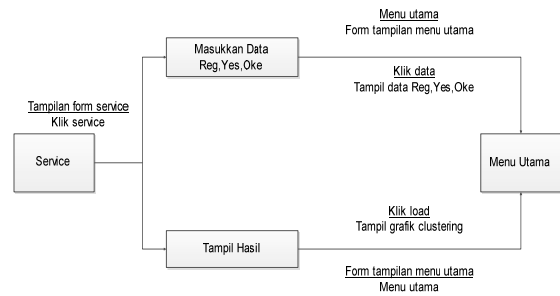 Menu utama
Form tampilan menu utama
Masukkan Data
Reg,Yes,Oke
Klik data
Tampil data Reg,Yes,Oke
Tampilan form service
Klik service
Service
Menu Utama
Klik load
Tampil grafik clustering
Tampil Hasil
Form tampilan menu utama
Menu utama